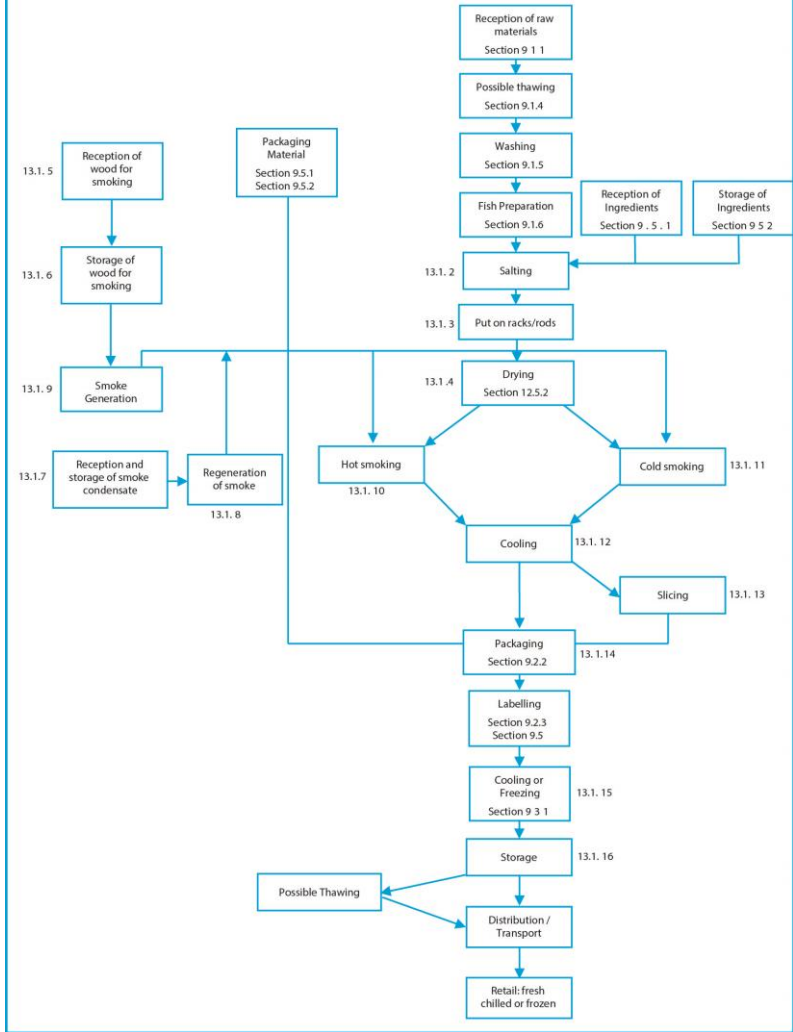 Reception of raw
materials
Section 9 1 1
Possible thawing
Section 9.1.4
Washing
Section 9.1.5
Fish Preparation
Section 9.1.6
Packaging
Material
Section 9.5.1
Section 9.5.2
13.1. 5
Reception of
wood for
smoking
Reception of
Ingredients
Section 9 . 5 . 1
Storage of
Ingredients
Section 9 5 2
13.1. 6
Storage of
wood for
smoking
13.1. 2
Salting
13.1. 3
Put on racks/rods
13.1. 9
Smoke
Generation
13.1 .4
Drying
Section 12.5.2
13.1.7
Reception and
storage of smoke
condensate
Regeneration
of smoke
13.1. 8
Hot smoking
13.1. 10
Cold smoking
13.1. 11
Cooling
13.1. 12
Slicing
13.1. 13
Packaging
Section 9.2.2
13.1.14
Labelling
Section 9.2.3
Section 9.5
Cooling or
Freezing
Section 9 3 1
13.1. 15
Storage
13.1. 16
Possible Thawing
Distribution /
Transport
Retail: fresh
chilled or frozen